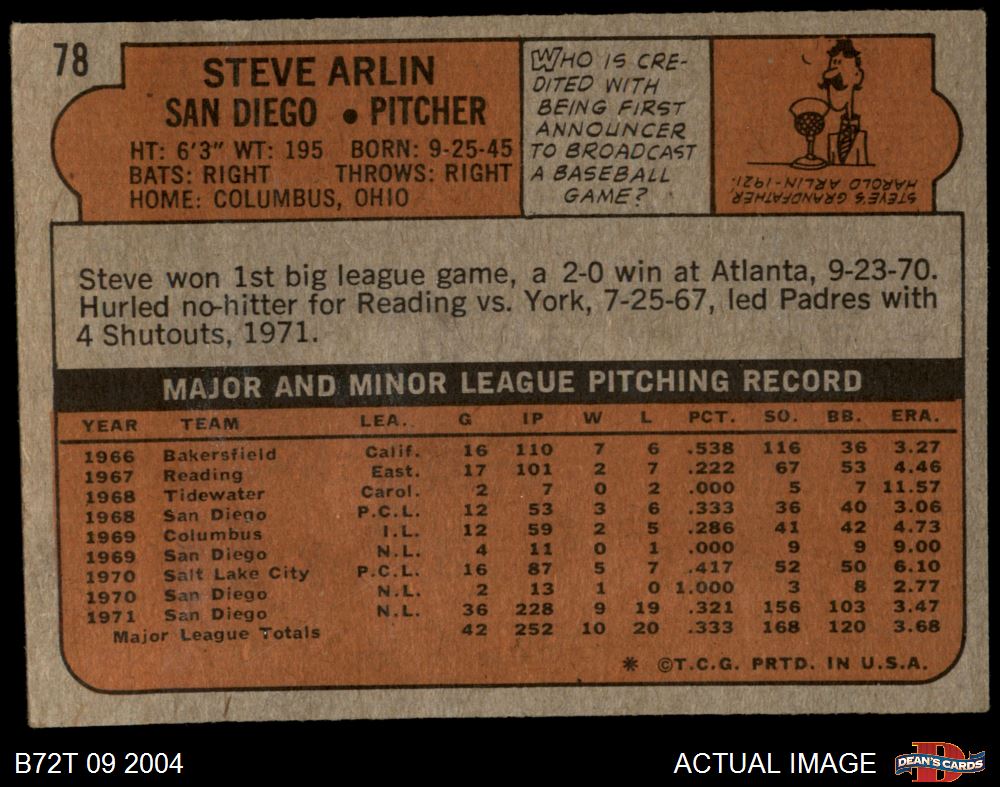 78
STEVE ARLIN
SAN DIEGO • PITCHER
HT: 6'3" WT: 195 BORN: 9-25-45
BATS: RIGHT THROWS: RIGHT
HOME: COLUMBUS, OHIO
WHO IS CRE-
DITED WITH
BEING FIRST
ANNOUNCER
TO BROADCAST
A BASEBALL
GAME?
STEVE'S GRANDFATHER
HAROLD ARLIN-1921.
Steve won 1st big league game, a 2-0 win at Atlanta, 9-23-70.
Hurled no-hitter for Reading vs. York, 7-25-67, led Padres with
4 Shutouts, 1971.
MAJOR AND MINOR LEAGUE PITCHING RECORD
YEAR TEAM LEA. G IP W L PCT. SO. BB. ERA.
1966 Bakersfield Calif. 16 110 7 6 .538 116 36 3.27
1967 Reading East. 17 101 2 7 .222 67 53 4.46
1968 Tidewater Carol. 2 7 0 2 .000 5 7 11.57
1968 San Diego P.C.L. 12 53 3 6 .333 36 40 3.06
1969 Columbus I.L. 12 59 2 5 .286 41 42 4.73
1969 San Diego N.L. 4 11 0 1 .000 9 9 9.00
1970 Salt Lake City P.C.L. 16 87 5 7 .417 52 50 6.10
1970 San Diego N.L. 2 13 1 0 1.000 3 8 2.77
1971 San Diego N.L. 36 228 9 19 .321 156 103 3.47
Major League Totals 42 252 10 20 .333 168 120 3.68
* ©T.C.G. PRTD. IN U.S.A.
B72T 09 2004
ACTUAL IMAGE
DEAN'S CARDS